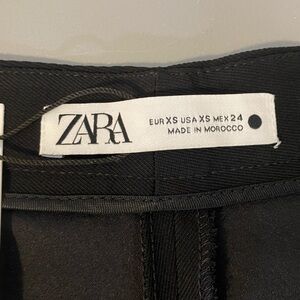 ZARA
EUR XS USA XS MEX 24
MADE IN MOROCCO